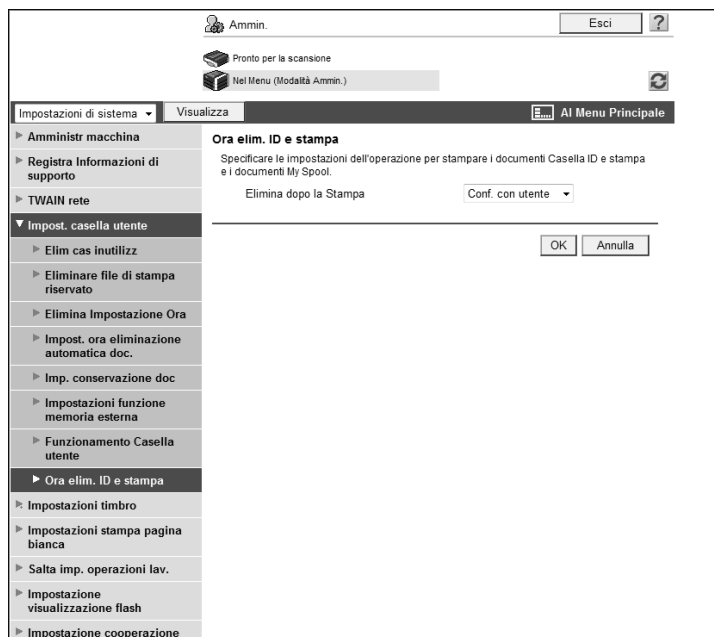 Ammin.
Esci
?
Pronto per la scansione
Nel Menu (Modalità Ammin.)
Impostazioni di sistema
Visualizza
Al Menu Principale
Amministr macchina
Registra Informazioni di
supporto
TWAIN rete
Impost. casella utente
Elim cas inutilizz
Eliminare file di stampa
riservato
Elimina Impostazione Ora
Impost. ora eliminazione
automatica doc.
Imp. conservazione doc
Impostazioni funzione
memoria esterna
Funzionamento Casella
utente
Ora elim. ID e stampa
Impostazioni timbro
Impostazioni stampa pagina
bianca
Salta imp. operazioni lav.
Impostazione
visualizzazione flash
Impostazione cooperazione
Ora elim. ID e stampa
Specificare le impostazioni dell'operazione per stampare i documenti Casella ID e stampa
e i documenti My Spool.
Elimina dopo la Stampa
Conf. con utente
OK
Annulla